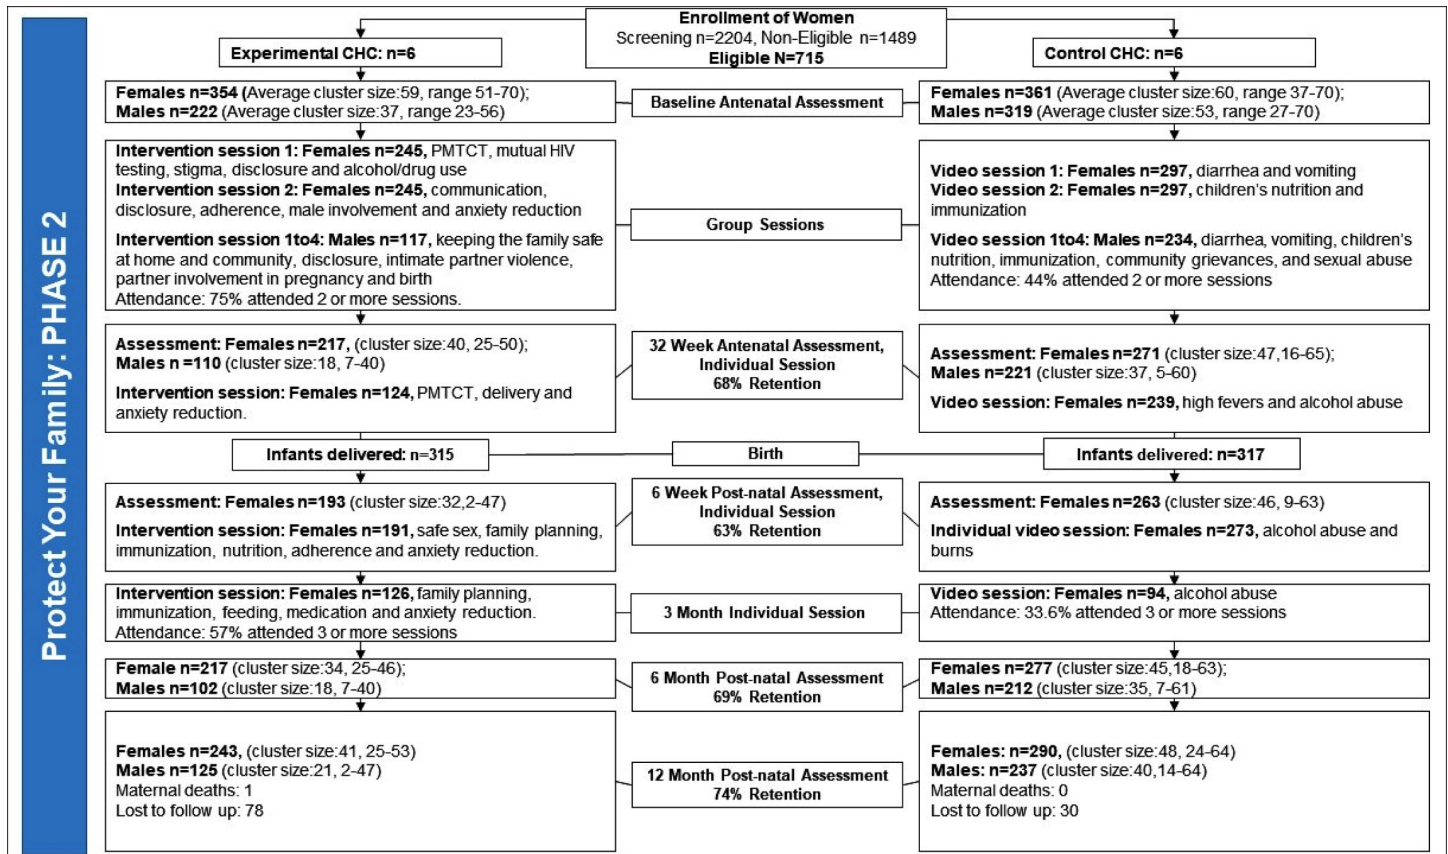 Protect Your Family: PHASE 2
Enrollment of Women
Screening n=2204, Non-Eligible n=1489
Eligible N=715
Experimental CHC: n=6
Control CHC: n=6
Females n=354 (Average cluster size:59, range 51-70);
Males n=222 (Average cluster size:37, range 23-56)
Baseline Antenatal Assessment
Females n=361 (Average cluster size:60, range 37-70);
Males n=319 (Average cluster size:53, range 27-70)
Intervention session 1: Females n=245, PMTCT, mutual HIV
testing, stigma, disclosure and alcohol/drug use
Intervention session 2: Females n=245, communication,
disclosure, adherence, male involvement and anxiety reduction
Intervention session 1to4: Males n=117, keeping the family safe
at home and community, disclosure, intimate partner violence,
partner involvement in pregnancy and birth
Attendance: 75% attended 2 or more sessions.
Group Sessions
Video session 1: Females n=297, diarrhea and vomiting
Video session 2: Females n=297, children's nutrition and
immunization
Video session 1to4: Males n=234, diarrhea, vomiting, children's
nutrition, immunization, community grievances, and sexual abuse
Attendance: 44% attended 2 or more sessions
Assessment: Females n=217, (cluster size:40, 25-50);
Males n =110 (cluster size:18, 7-40)
Intervention session: Females n=124, PMTCT, delivery and
anxiety reduction.
32 Week Antenatal Assessment,
Individual Session
68% Retention
Assessment: Females n=271 (cluster size:47,16-65);
Males n=221 (cluster size:37, 5-60)
Video session: Females n=239, high fevers and alcohol abuse
Infants delivered: n=315
Birth
Infants delivered: n=317
Assessment: Females n=193 (cluster size:32,2-47)
Intervention session: Females n=191, safe sex, family planning,
immunization, nutrition, adherence and anxiety reduction.
6 Week Post-natal Assessment,
Individual Session
63% Retention
Assessment: Females n=263 (cluster size:46, 9-63)
Individual video session: Females n=273, alcohol abuse and
burns
Intervention session: Females n=126, family planning,
immunization, feeding, medication and anxiety reduction.
Attendance: 57% attended 3 or more sessions
3 Month Individual Session
Video session: Females n=94, alcohol abuse
Attendance: 33.6% attended 3 or more sessions
Female n=217 (cluster size:34, 25-46);
Males n=102 (cluster size:18, 7-40)
6 Month Post-natal Assessment
69% Retention
Females n=277 (cluster size:45,18-63);
Males n=212 (cluster size:35, 7-61)
Females n=243, (cluster size:41, 25-53)
Males n=125 (cluster size:21, 2-47)
Maternal deaths: 1
Lost to follow up: 78
12 Month Post-natal Assessment
74% Retention
Females: n=290, (cluster size:48, 24-64)
Males: n=237 (cluster size:40,14-64)
Maternal deaths: 0
Lost to follow up: 30